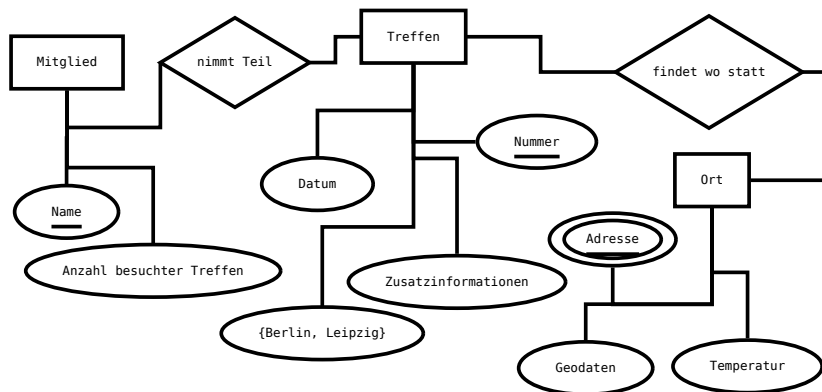 Treffen
Mitglied
nimmt Teil
findet wo statt
Nummer
Datum
Ort
Name
Adresse
Anzahl besuchter Treffen
Zusatzinformationen
{Berlin, Leipzig}
Geodaten
Temperatur